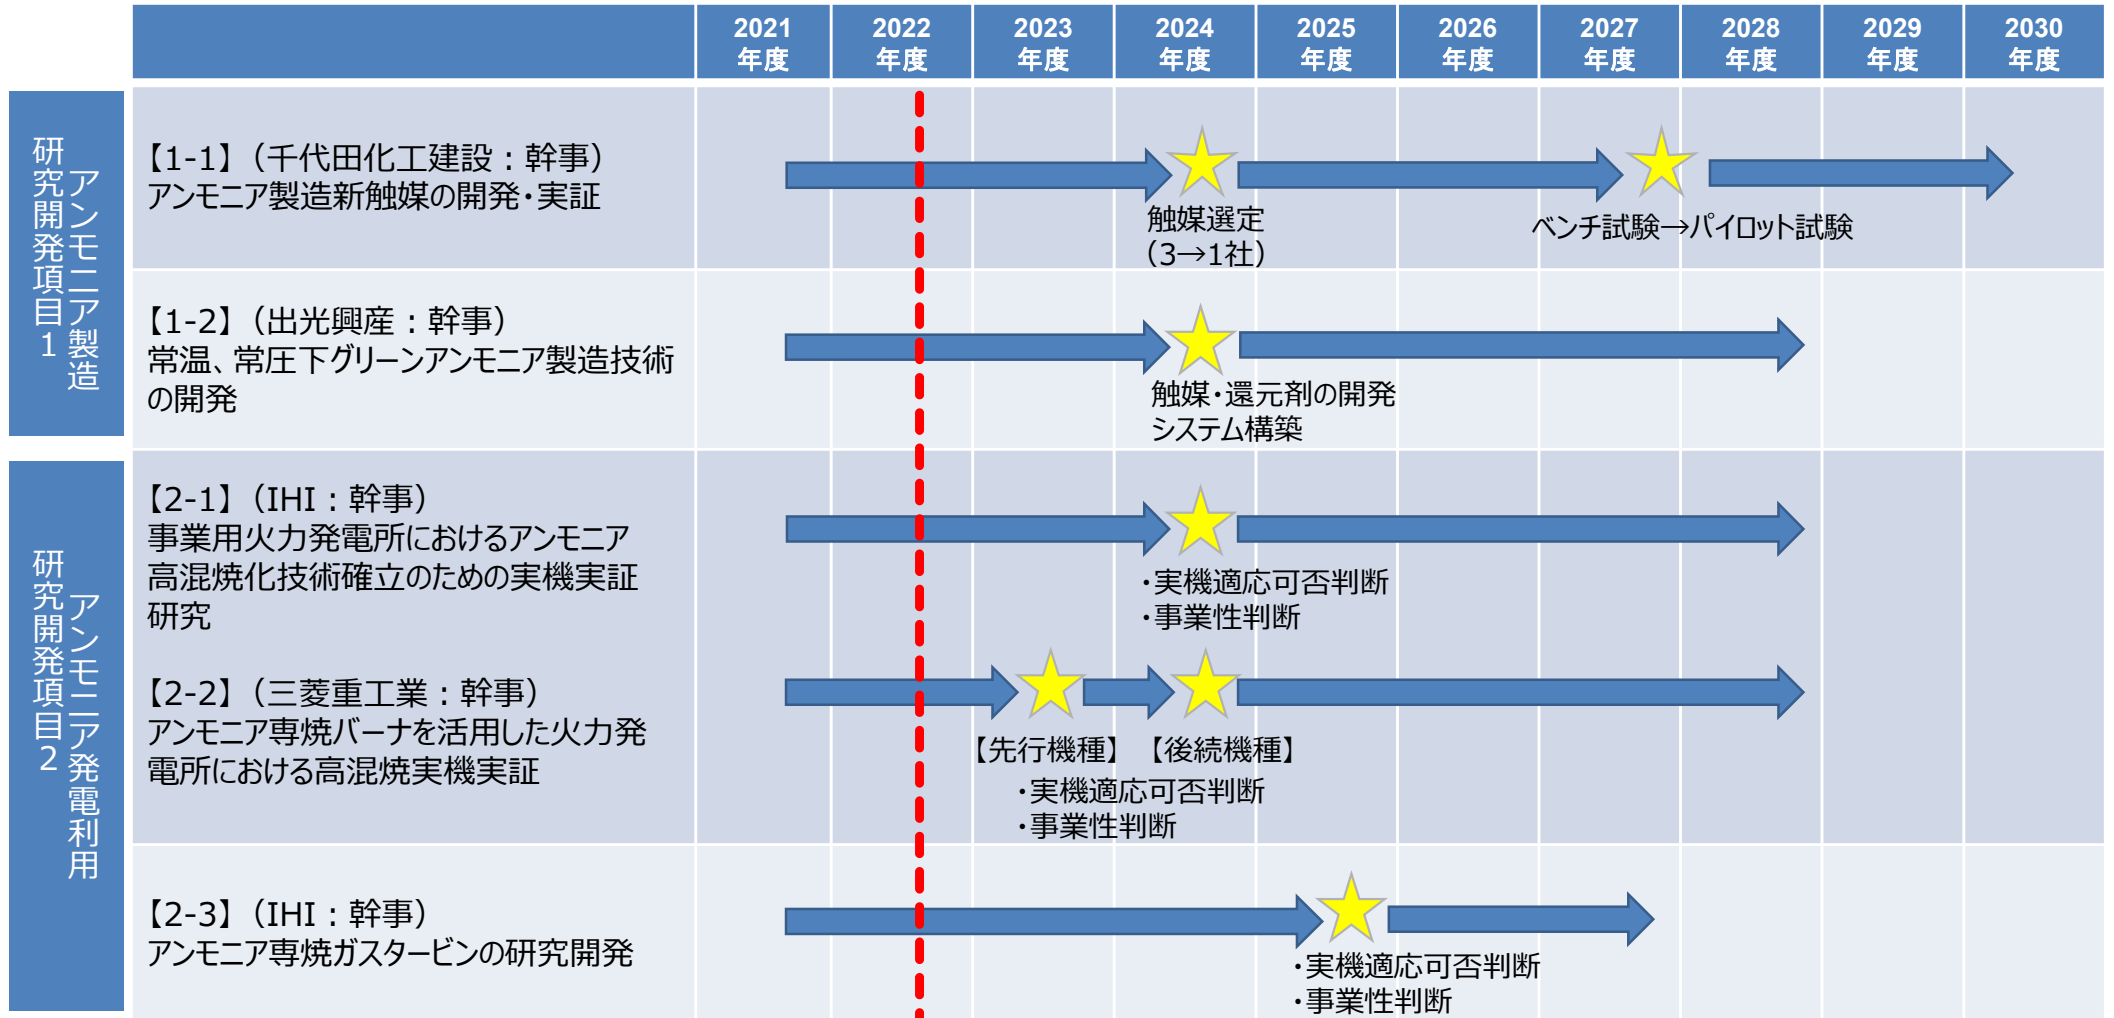 2021
年度
2022
年度
2023
年度
2024
年度
2025
年度
2026
年度
2027
年度
2028
年度
2029
年度
2030
年度
研究開発項目1
アンモニア製造
【1-1】（千代田化工建設：幹事）
アンモニア製造新触媒の開発・実証
触媒選定
（3→1社）
ベンチ試験→パイロット試験
【1-2】（出光興産：幹事）
常温、常圧下グリーンアンモニア製造技術
の開発
触媒・還元剤の開発
システム構築
研究開発項目2
アンモニア発電利用
【2-1】（IHI：幹事）
事業用火力発電所におけるアンモニア
高混焼化技術確立のための実機実証
研究
・実機適応可否判断
・事業性判断
【2-2】（三菱重工業：幹事）
アンモニア専焼バーナを活用した火力発
電所における高混焼実機実証
【先行機種】【後続機種】
・実機適応可否判断
・事業性判断
【2-3】（IHI：幹事）
アンモニア専焼ガスタービンの研究開発
・実機適応可否判断
・事業性判断